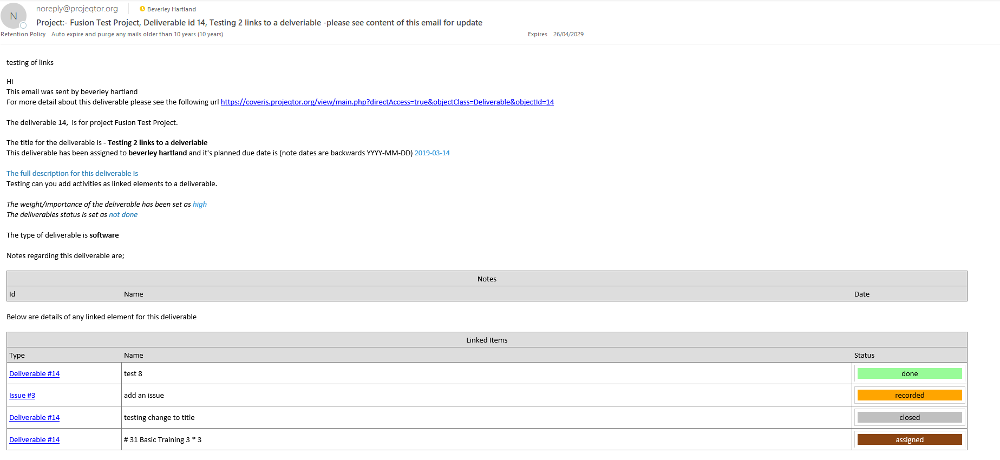 N
noreply@projeqtor.org
Beverley Hartland
Project:- Fusion Test Project, Deliverable id 14, Testing 2 links to a delveriable -please see content of this email for update
Retention Policy Auto expire and purge any mails older than 10 years (10 years) Expires 26/04/2029
testing of links
Hi
This email was sent by beverley hartland
For more detail about this deliverable please see the following url https://coveris.projeqtor.org/view/main.php?directAccess=true&objectClass=Deliverable&objectId=14
The deliverable 14,  is for project Fusion Test Project.
The title for the deliverable is - Testing 2 links to a delveriable
This deliverable has been assigned to beverley hartland and it's planned due date is (note dates are backwards YYYY-MM-DD) 2019-03-14
The full description for this deliverable is
Testing can you add activities as linked elements to a deliverable.
The weight/importance of the deliverable has been set as high
The deliverables status is set as not done
The type of deliverable is software
Notes regarding this deliverable are;
Notes
Id Name Date
Below are details of any linked element for this deliverable
Linked Items
Type Name Status
Deliverable #14 test 8 done
Issue #3 add an issue recorded
Deliverable #14 testing change to title closed
Deliverable #14 # 31 Basic Training 3 * 3 assigned